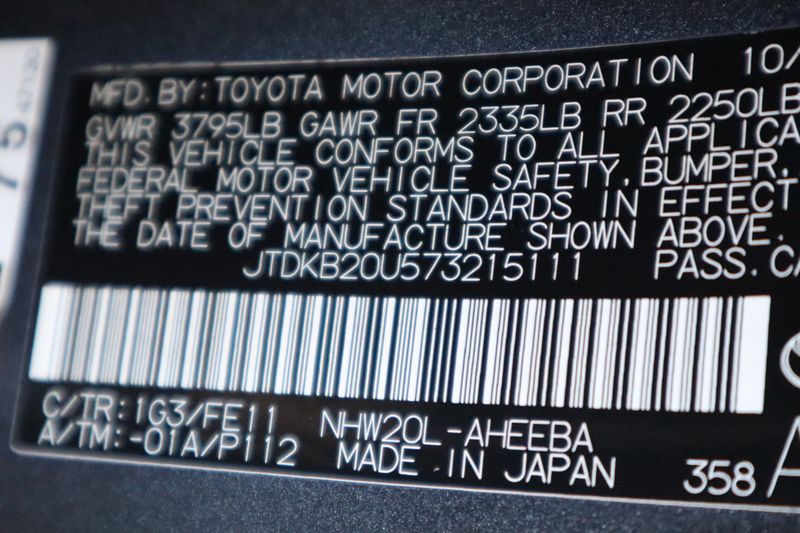 75
47130
MFD. BY: TOYOTA MOTOR CORPORATION 10/
GVWR 3795LB GAWR FR 2335LB RR 2250LB
THIS VEHICLE CONFORMS TO ALL APPLICA
FEDERAL MOTOR VEHICLE SAFETY, BUMPER,
THEFT PREVENTION STANDARDS IN EFFECT
THE DATE OF MANUFACTURE SHOWN ABOVE.
JTDKB20U573215111 PASS. CA
C/TR: 1G3/FE11 NHW20L-AHEEBA
A/TM: -01A/P112 MADE IN JAPAN 358